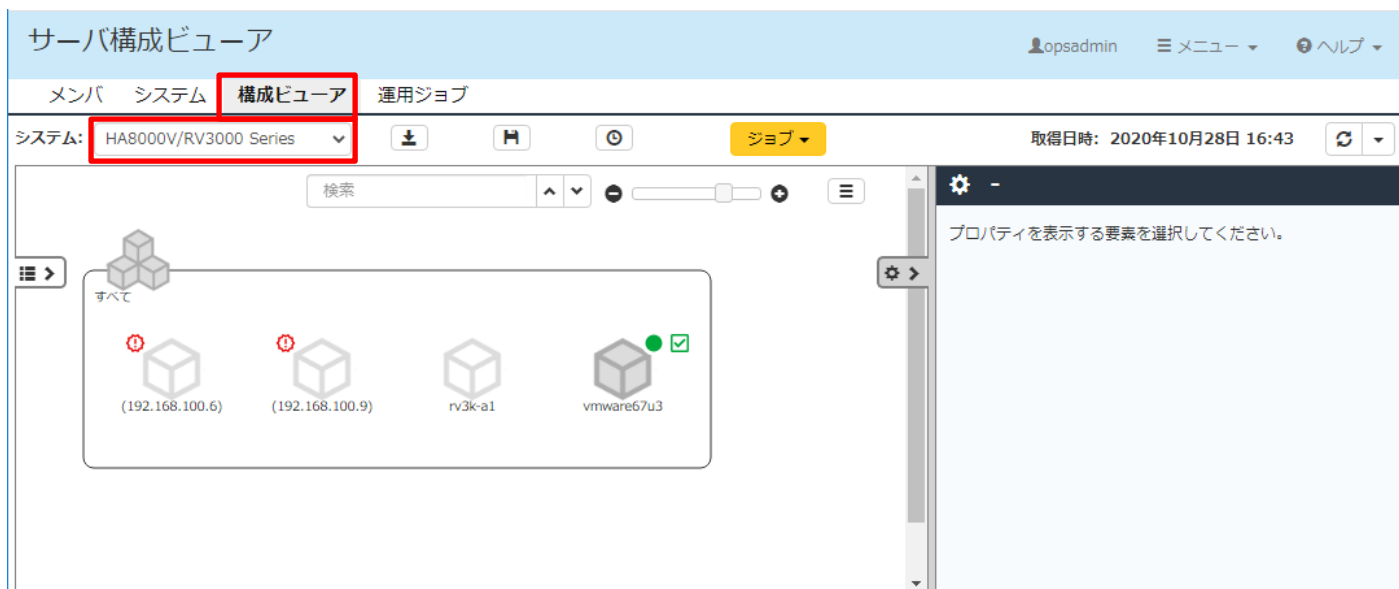 サーバ構成ビューア
opsadmin メニュー ヘルプ
メンバ システム 構成ビューア 運用ジョブ
システム: HA8000V/RV3000 Series ジョブ 取得日時: 2020年10月28日 16:43
検索
-
プロパティを表示する要素を選択してください。
すべて
(192.168.100.6) (192.168.100.9) rv3k-a1 vmware67u3